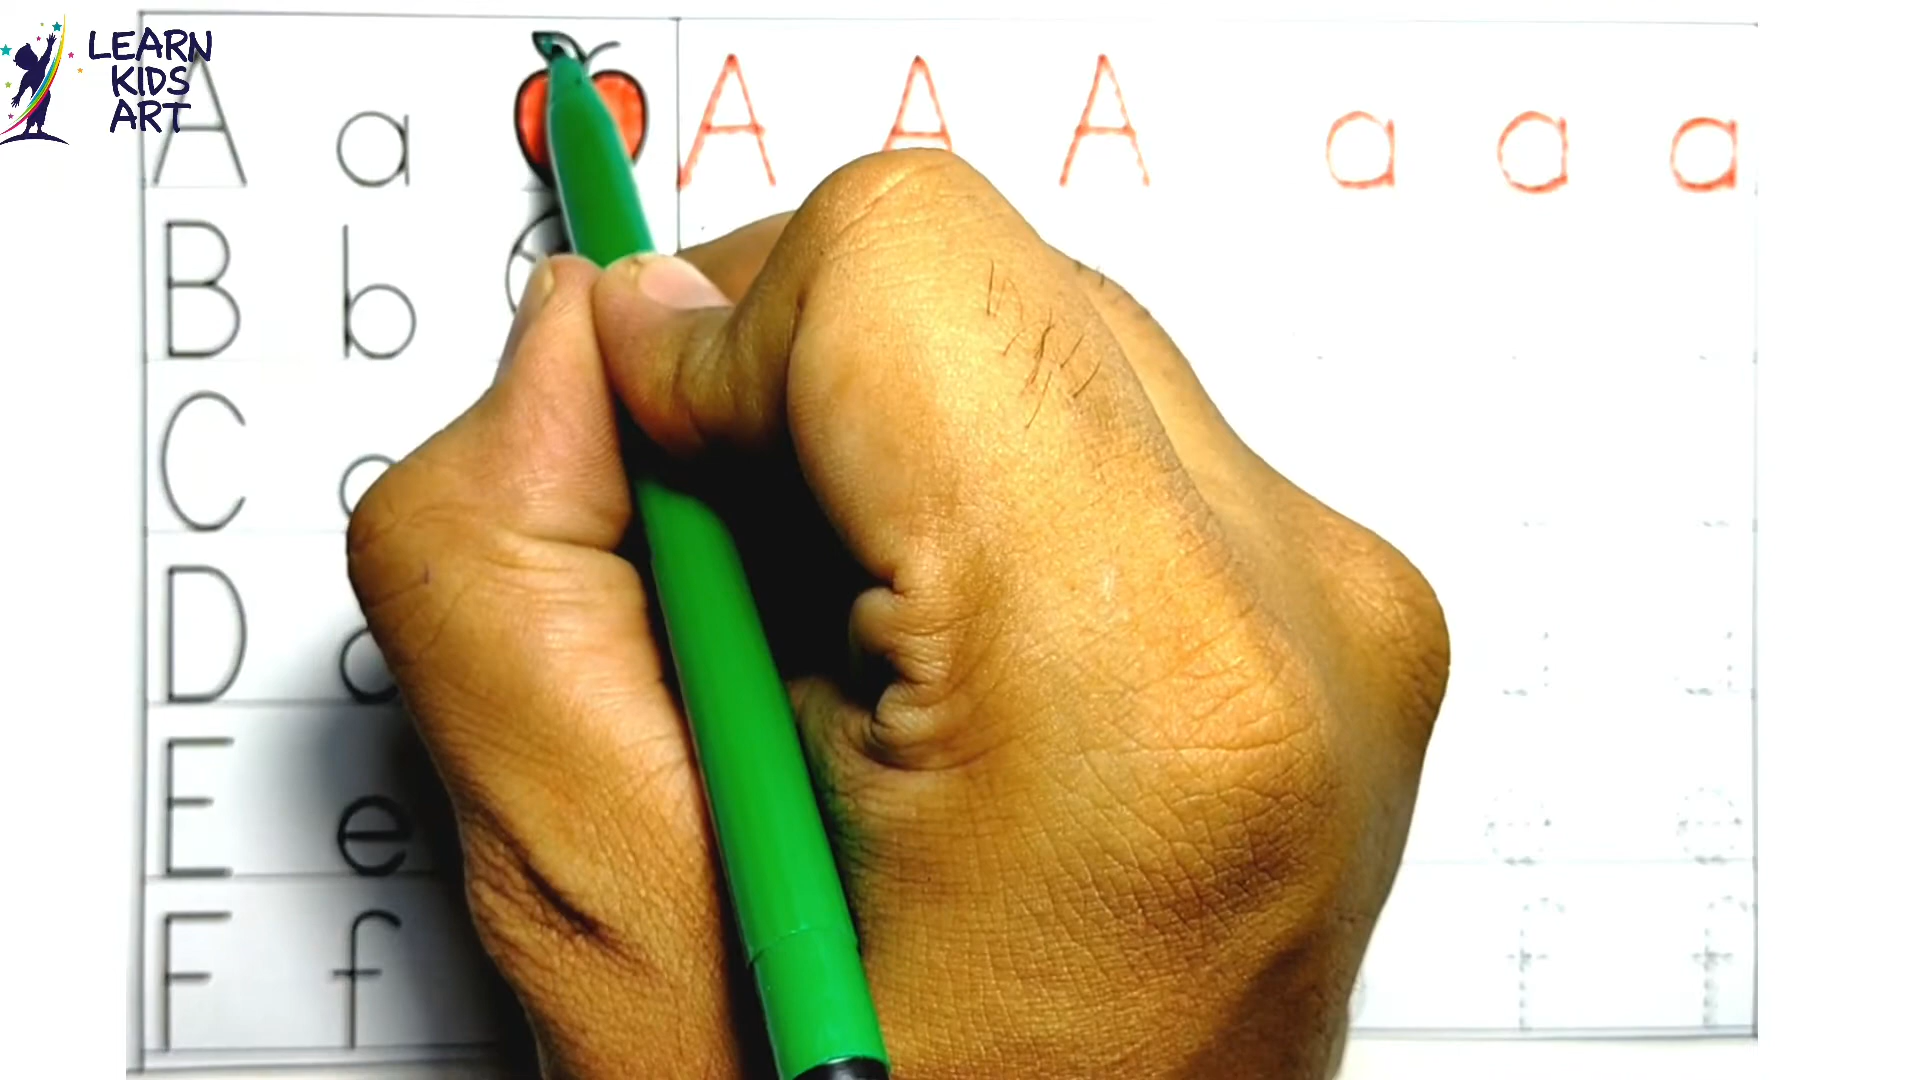 LEARN
KIDS
ART
A a A A A a a a
B b
C
D
E e e e
F f f f